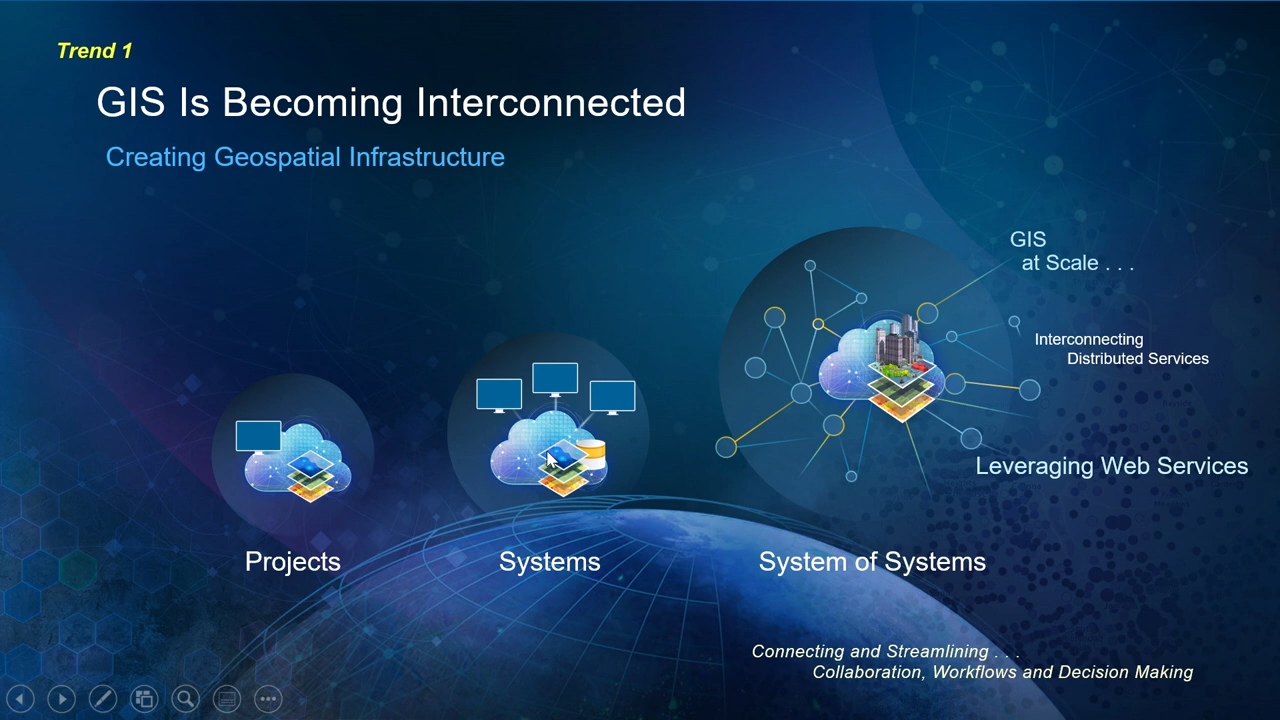 Trend 1
GIS Is Becoming Interconnected
Creating Geospatial Infrastructure
GIS
at Scale . . .
Interconnecting
Distributed Services
Leveraging Web Services
Projects
Systems
System of Systems
Connecting and Streamlining . . .
Collaboration, Workflows and Decision Making